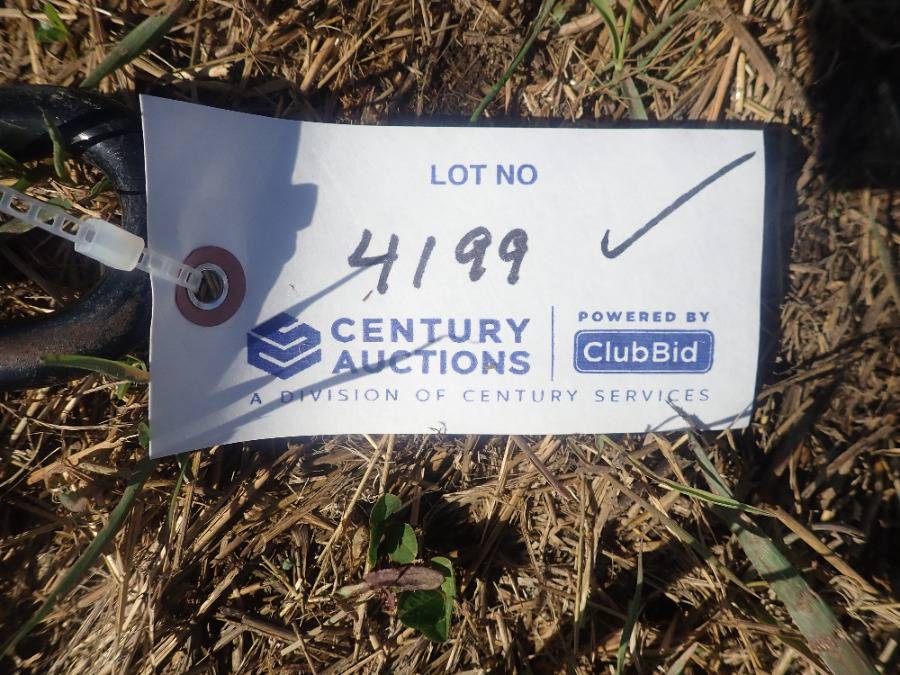 LOT NO
4199 ✓
CENTURY
AUCTIONS
POWERED BY
ClubBid
A DIVISION OF CENTURY SERVICES